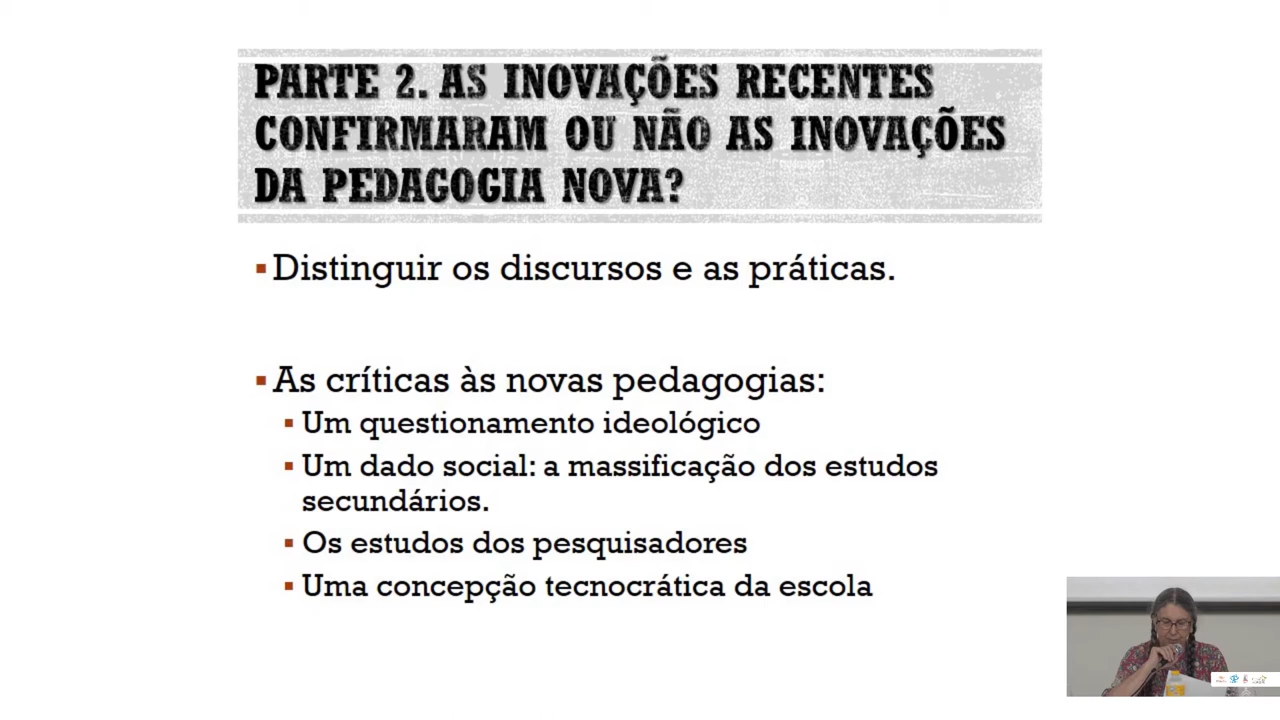 PARTE 2. AS INOVAÇÕES RECENTES
CONFIRMARAM OU NÃO AS INOVAÇÕES
DA PEDAGOGIA NOVA?
Distinguir os discursos e as práticas.
As críticas às novas pedagogias:
Um questionamento ideológico
Um dado social: a massificação dos estudos
secundários.
Os estudos dos pesquisadores
Uma concepção tecnocrática da escola